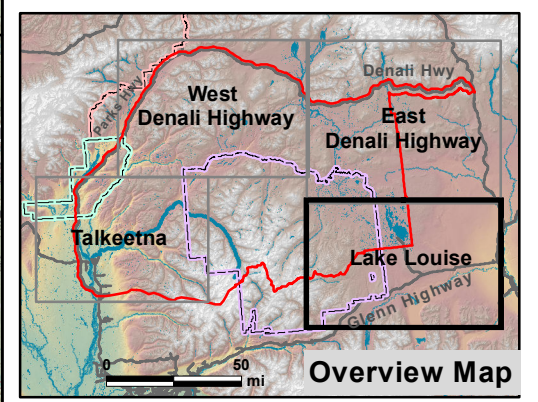 Denali Hwy
Parks Hwy
West
Denali Highway
East
Denali Highway
Talkeetna
Lake Louise
Glenn Highway
0 50
mi
Overview Map